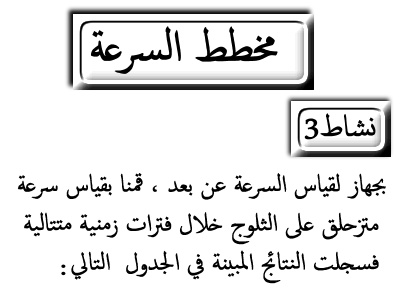 مخطط السرعة
نشاط3
بجهاز لقياس السرعة عن بعد ، قمنا بقياس سرعة
متزحلق على الثلوج خلال فترات زمنية متتالية
فسجلت النتائج المبينة في الجدول التالي: